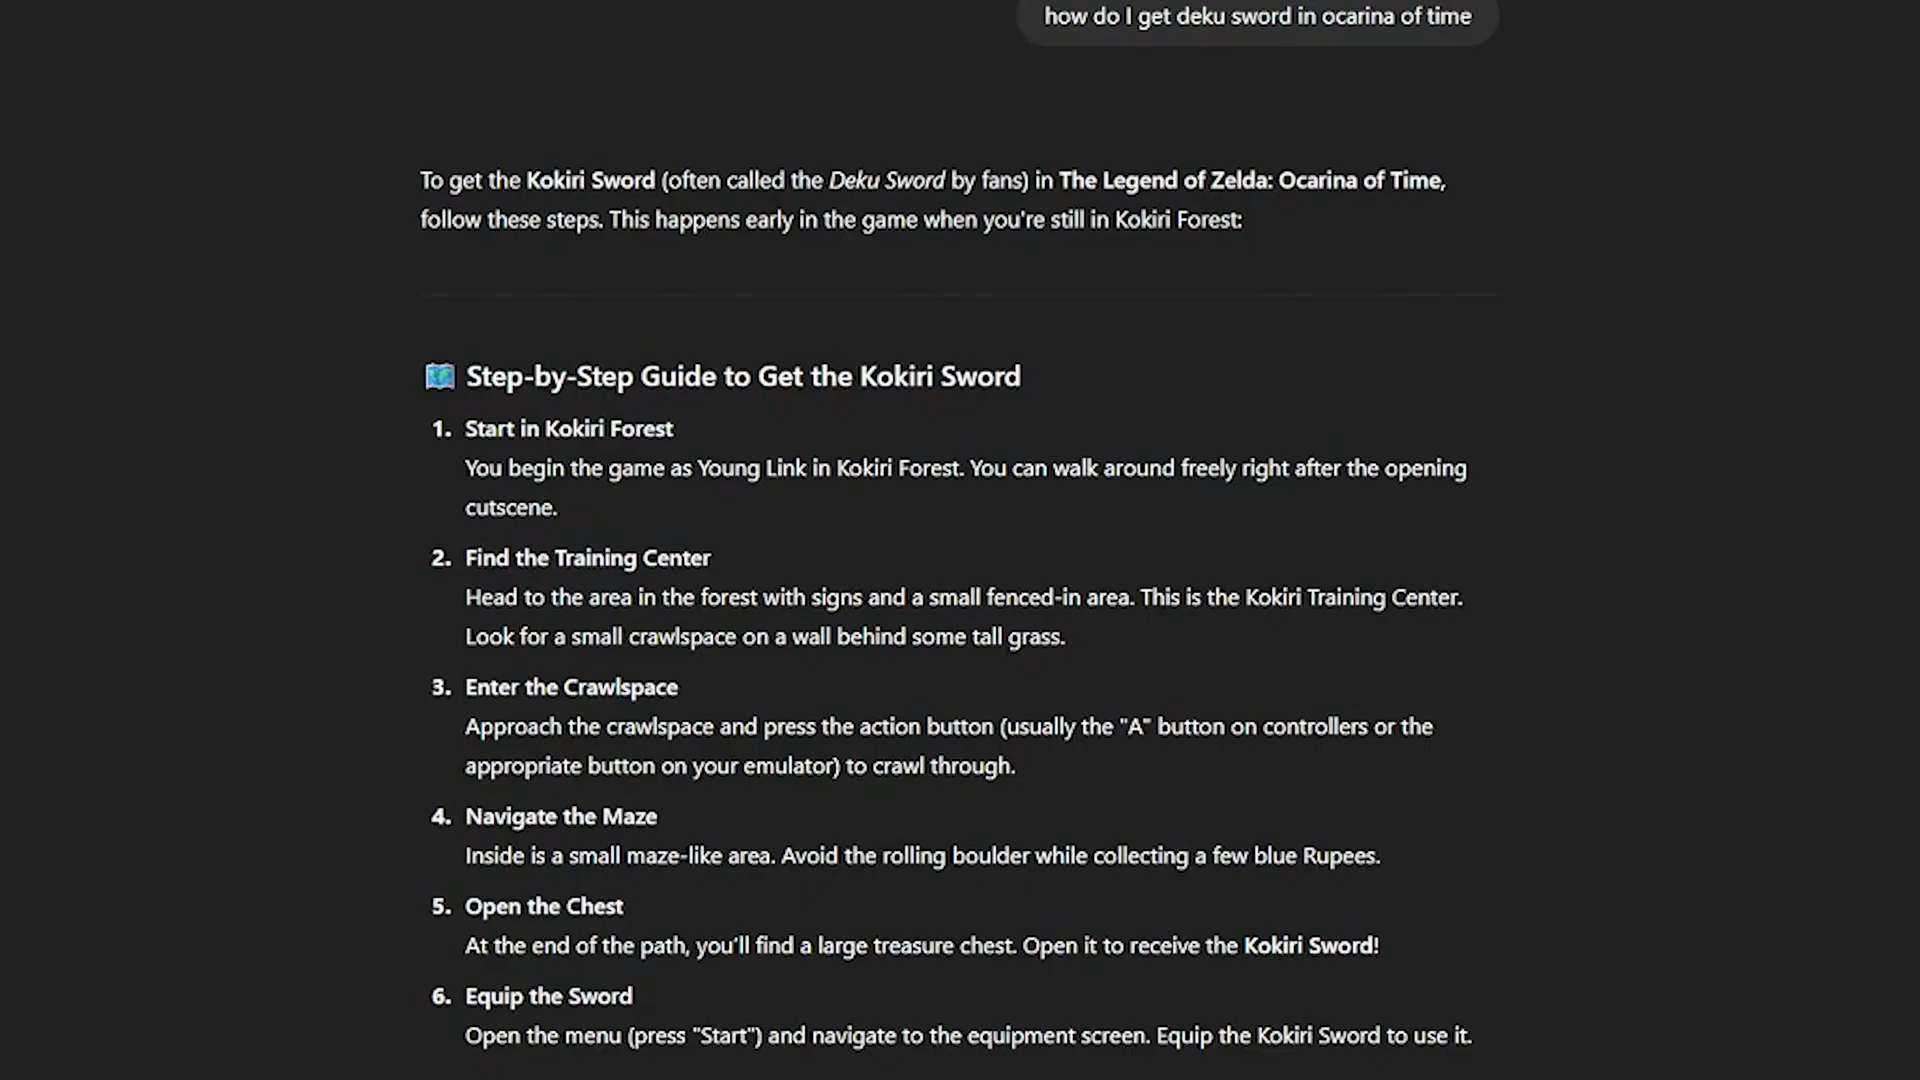 how do I get deku sword in ocarina of time
To get the Kokiri Sword (often called the Deku Sword by fans) in The Legend of Zelda: Ocarina of Time,
follow these steps. This happens early in the game when you're still in Kokiri Forest:
Step-by-Step Guide to Get the Kokiri Sword
1. Start in Kokiri Forest
You begin the game as Young Link in Kokiri Forest. You can walk around freely right after the opening
cutscene.
2. Find the Training Center
Head to the area in the forest with signs and a small fenced-in area. This is the Kokiri Training Center.
Look for a small crawlspace on a wall behind some tall grass.
3. Enter the Crawlspace
Approach the crawlspace and press the action button (usually the "A" button on controllers or the
appropriate button on your emulator) to crawl through.
4. Navigate the Maze
Inside is a small maze-like area. Avoid the rolling boulder while collecting a few blue Rupees.
5. Open the Chest
At the end of the path, you'll find a large treasure chest. Open it to receive the Kokiri Sword!
6. Equip the Sword
Open the menu (press "Start") and navigate to the equipment screen. Equip the Kokiri Sword to use it.